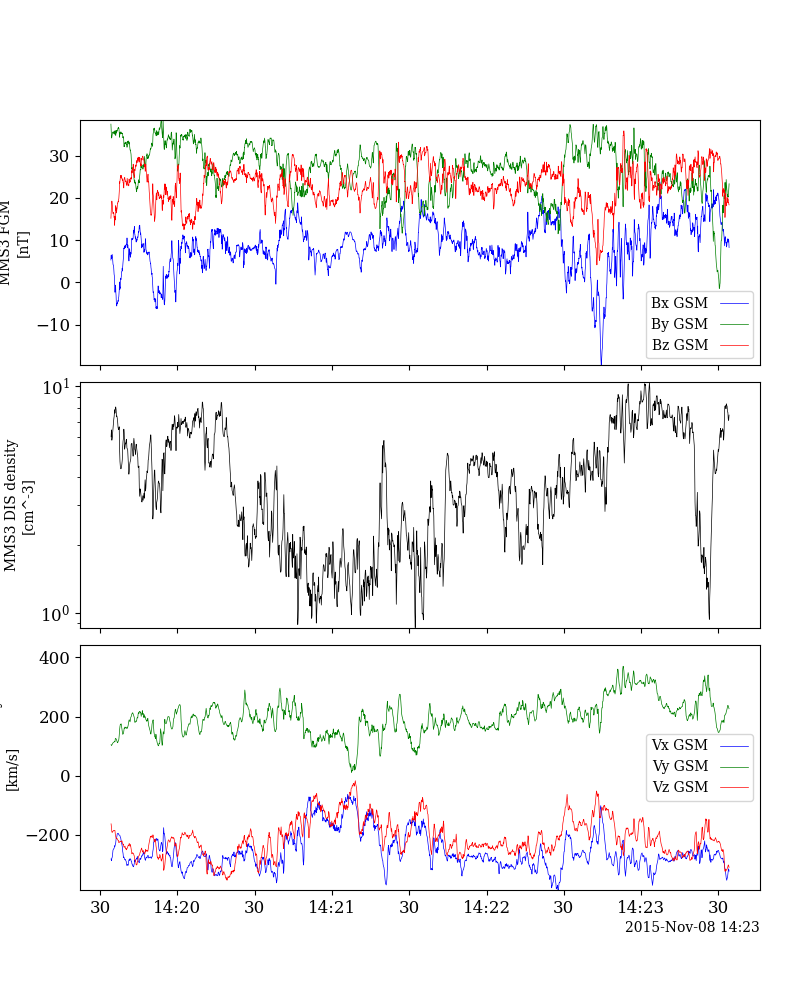 30
20
10
0
−10
MMS3 FGM
[nT]
Bx GSM
By GSM
Bz GSM
10^1
10^0
MMS3 DIS density
[cm^-3]
400
200
0
−200
[km/s]
Vx GSM
Vy GSM
Vz GSM
30 14:20 30 14:21 30 14:22 30 14:23 30
2015-Nov-08 14:23